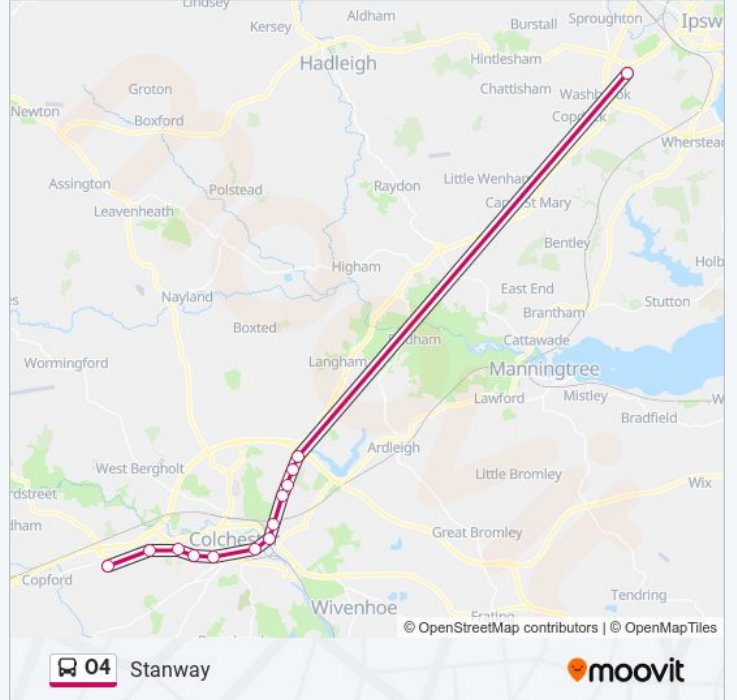 Lindsey
Aldham
Burstall
Sproughton
Ipsw
Kersey
Hadleigh
Hintlesham
Groton
Chattisham
Washbrook
Newton
Boxford
Copdock
Wherstead
Assington
Polstead
Raydon
Little Wenham
Leavenheath
Capel St Mary
Bentley
Higham
Holb
es
Nayland
East End
Stutton
Boxted
Brantham
Dedham
Cattawade
Wormingford
Langham
Manningtree
Lawford
Mistley
W
Bradfield
Ardleigh
West Bergholt
Little Bromley
rdstreet
Wix
dham
Colchest
Great Bromley
Copford
Tendring
Wivenhoe
Frating
© OpenStreetMap contributors | © OpenMapTiles
04 Stanway
moovit